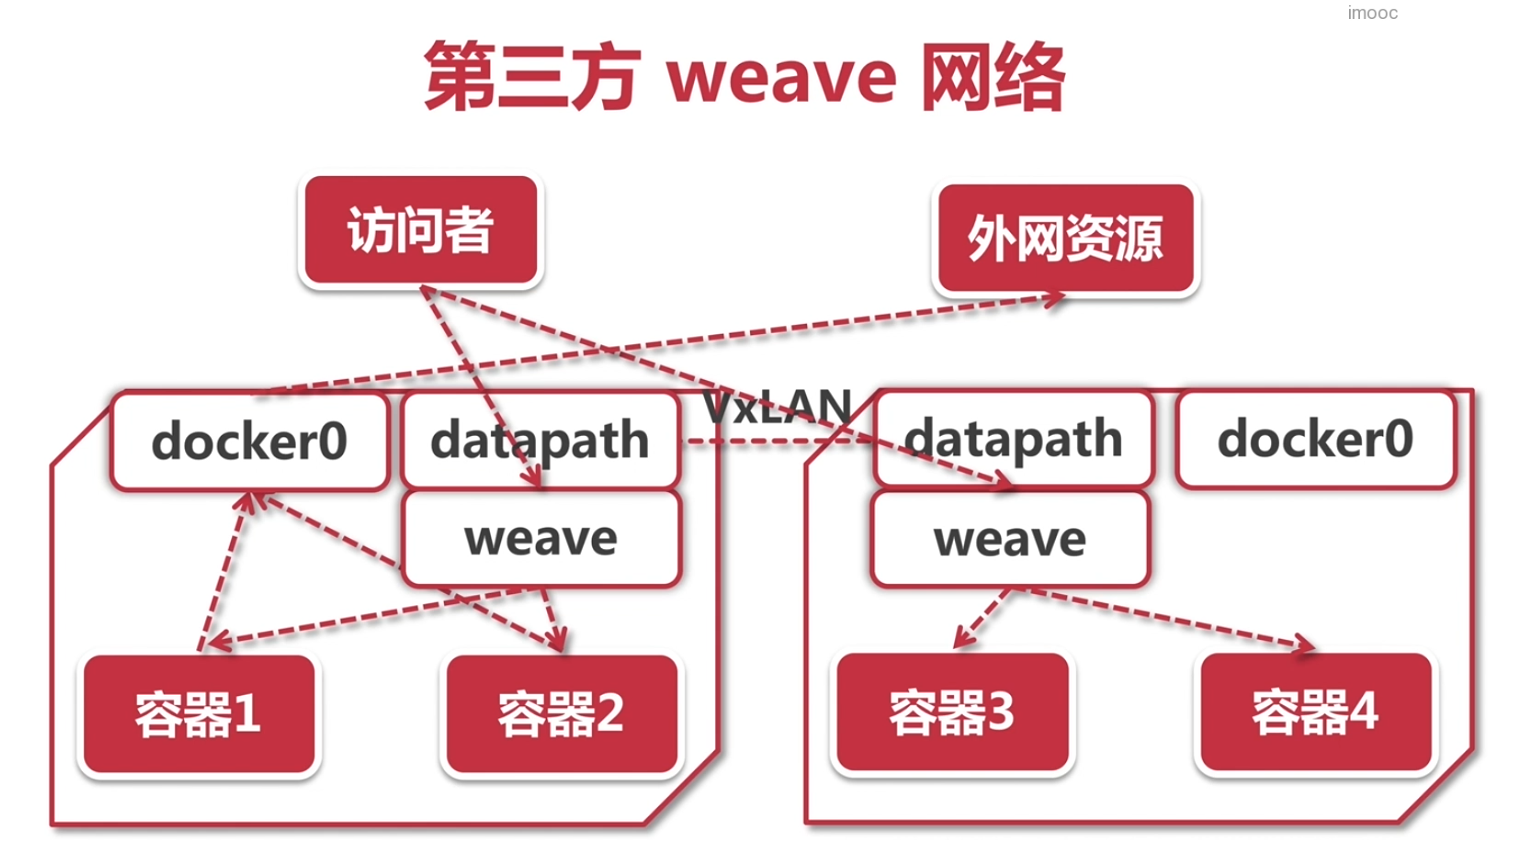 imooc
第三方 weave 网络
访问者
外网资源
docker0
datapath
VxLAN
datapath
docker0
weave
weave
容器1
容器2
容器3
容器4